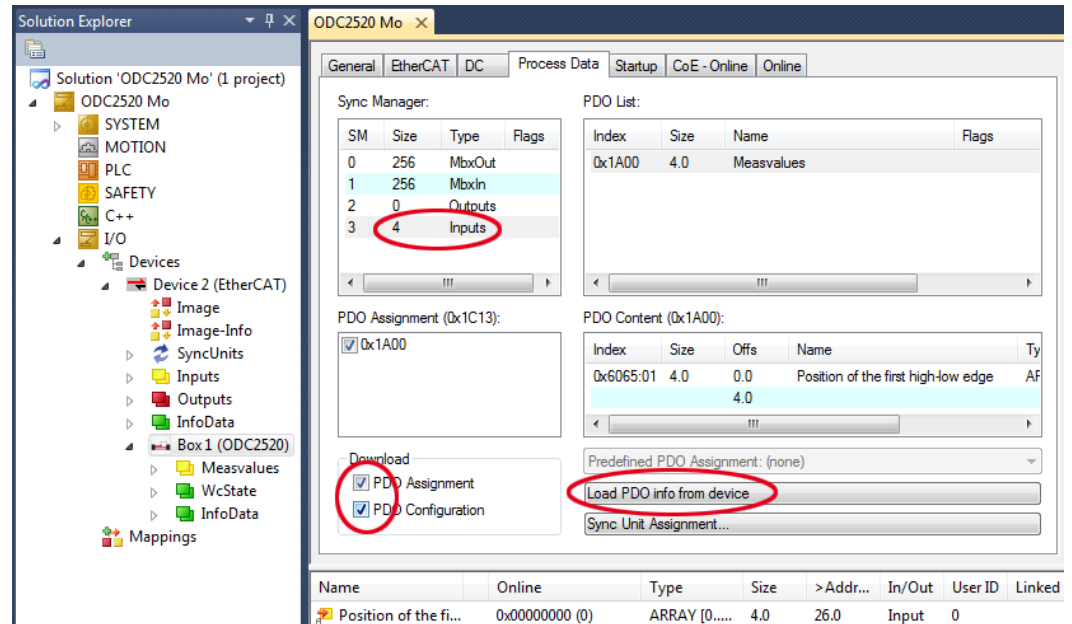 Solution Explorer
Solution 'ODC2520 Mo' (1 project)
ODC2520 Mo
SYSTEM
MOTION
PLC
SAFETY
C++
I/O
Devices
Device 2 (EtherCAT)
Image
Image-Info
SyncUnits
Inputs
Outputs
InfoData
Box 1 (ODC2520)
Measvalues
WcState
InfoData
Mappings
ODC2520 Mo
General EtherCAT DC Process Data Startup CoE - Online Online
Sync Manager:
SM Size Type Flags
0 256 MbxOut
1 256 MbxIn
2 0 Outputs
3 4 Inputs
PDO List:
Index Size Name Flags
0x1A00 4.0 Measvalues
PDO Assignment (0x1C13):
0x1A00
PDO Content (0x1A00):
Index Size Offs Name Ty
0x6065:01 4.0 0.0 Position of the first high-low edge AF
4.0
Download
PDO Assignment
PDO Configuration
Predefined PDO Assignment: (none)
Load PDO info from device
Sync Unit Assignment...
Name Online Type Size >Addr... In/Out User ID Linked
Position of the fi... 0x00000000 (0) ARRAY [0..... 4.0 26.0 Input 0